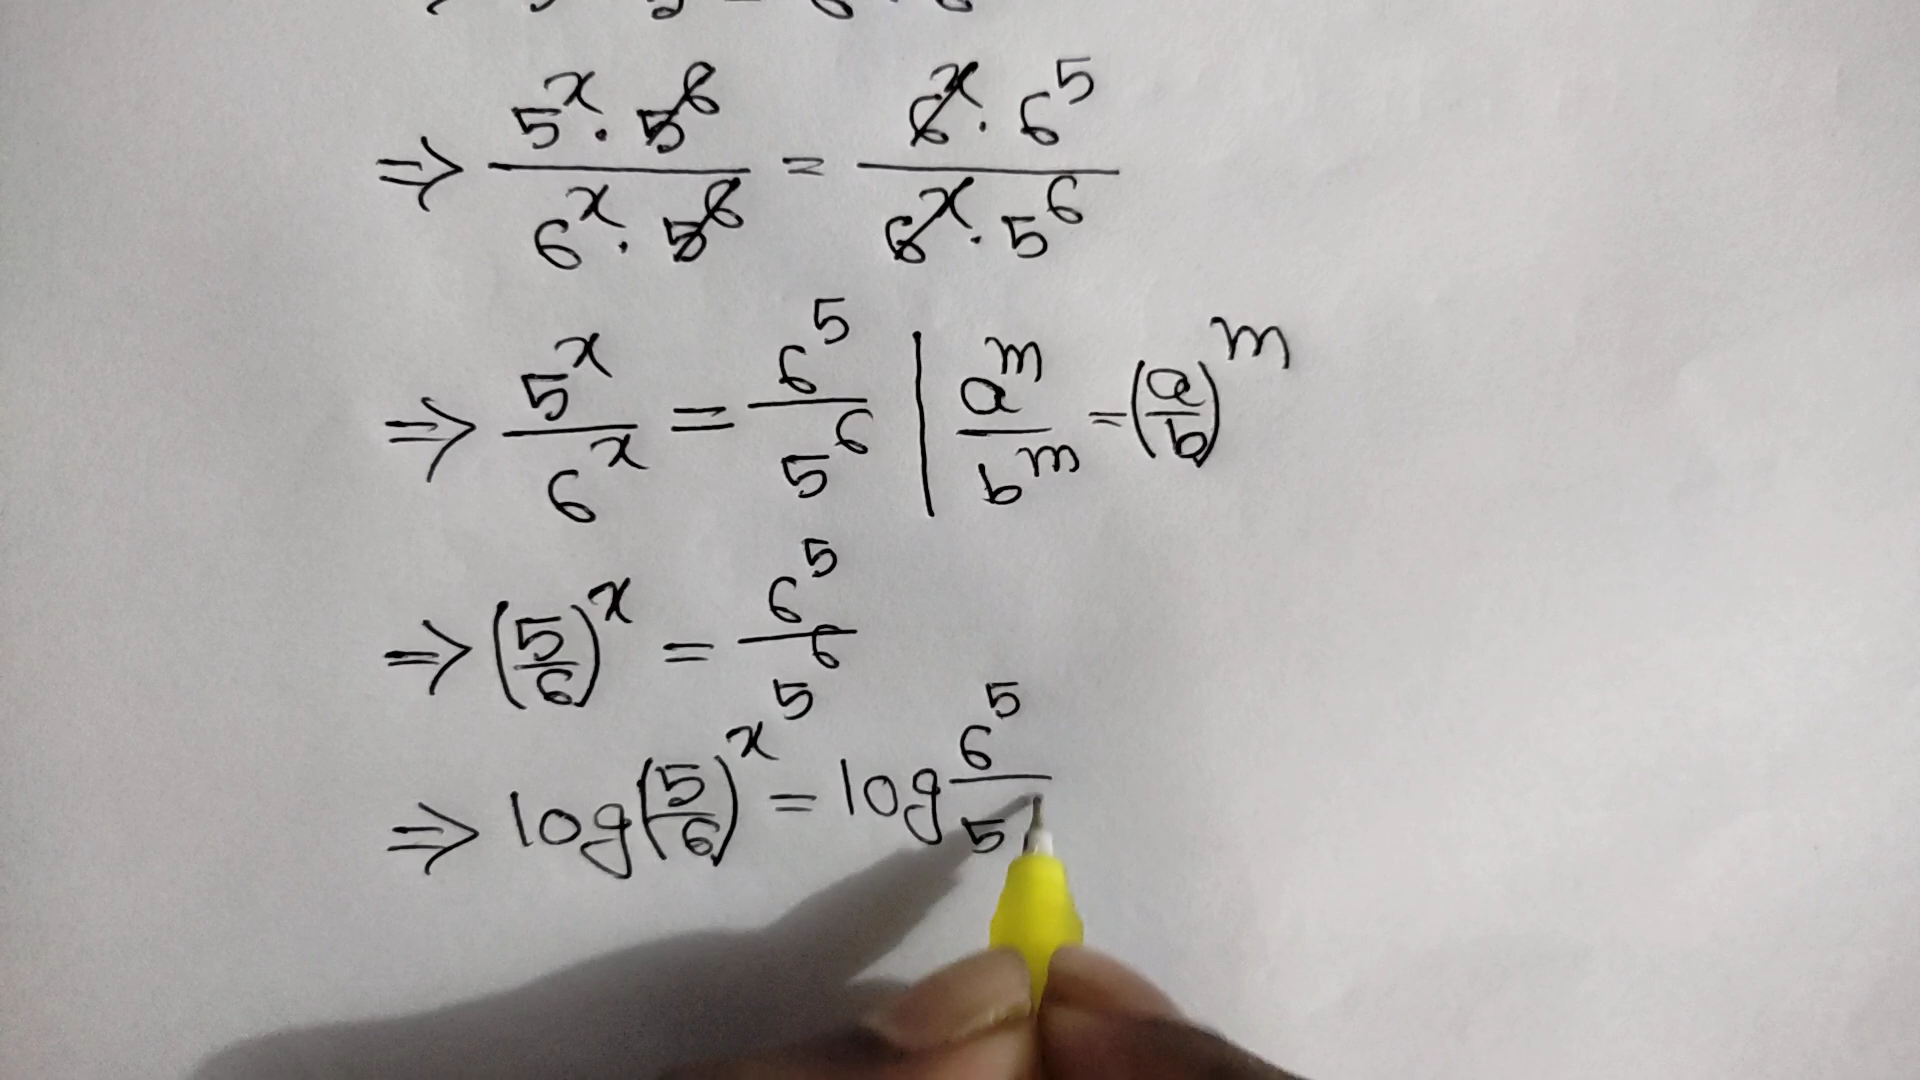 ⇒ 5^x · 5^6 / 6^x · 5^6 = 6^x · 6^5 / 6^x · 5^6
⇒ 5^x / 6^x = 6^5 / 5^6 | a^m / b^m = (a/b)^m
⇒ (5/6)^x = 6^5 / 5^6
⇒ log(5/6)^x = log 6^5 / 5